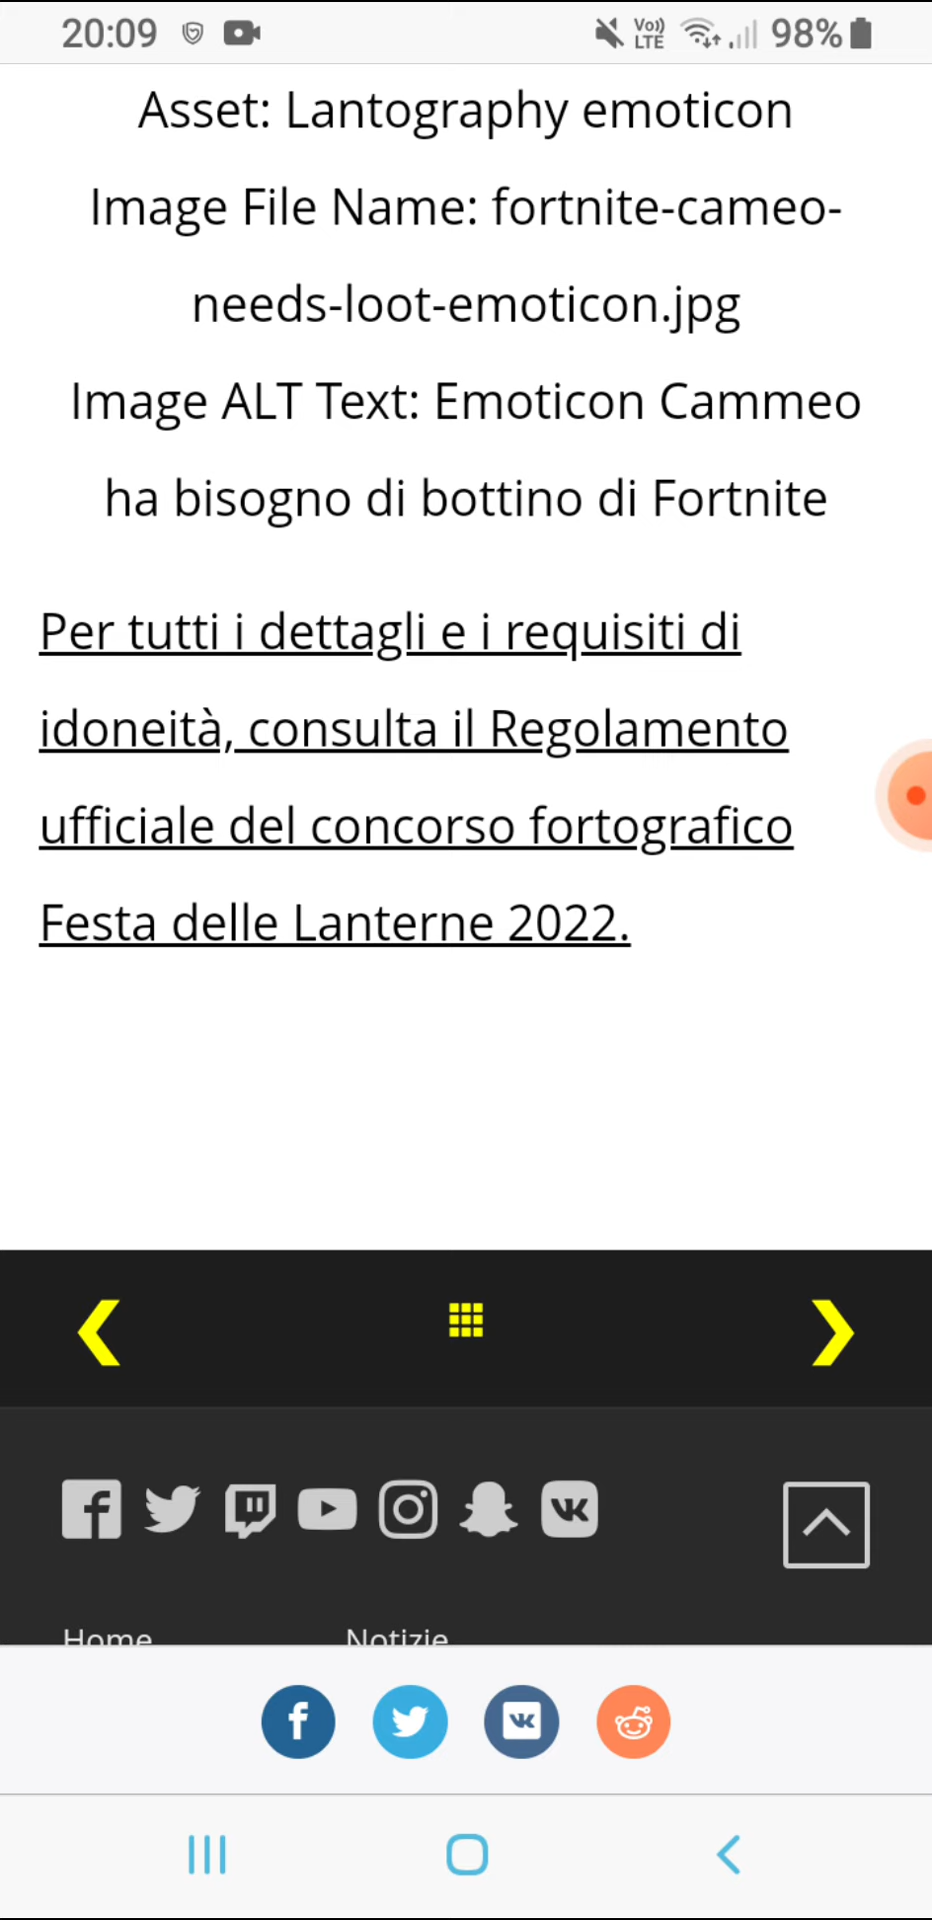 20:09 Vo)) LTE 98%
Asset: Lantography emoticon
Image File Name: fortnite-cameo-
needs-loot-emoticon.jpg
Image ALT Text: Emoticon Cammeo
ha bisogno di bottino di Fortnite
Per tutti i dettagli e i requisiti di
idoneità, consulta il Regolamento
ufficiale del concorso fortografico
Festa delle Lanterne 2022.
Home Notizie